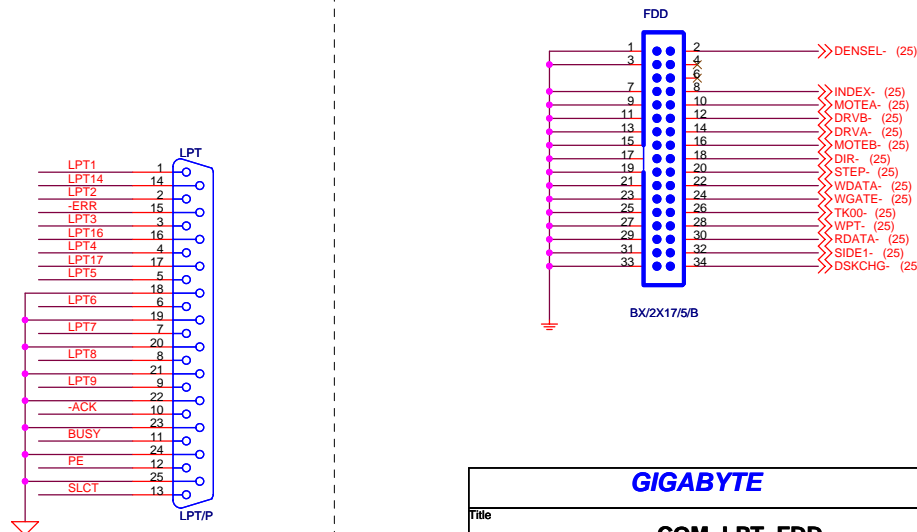 LPT
LPT1 1
LPT14 14
LPT2 2
-ERR 15
LPT3 3
LPT16 16
LPT4 4
LPT17 17
LPT5 5
18
LPT6 6
19
LPT7 7
20
LPT8 8
21
LPT9 9
22
-ACK 10
23
BUSY 11
24
PE 12
25
SLCT 13
LPT/P
FDD
1 2 DENSEL- (25)
3 4
6
7 8 INDEX- (25)
9 10 MOTEA- (25)
11 12 DRVB- (25)
13 14 DRVA- (25)
15 16 MOTEB- (25)
17 18 DIR- (25)
19 20 STEP- (25)
21 22 WDATA- (25)
23 24 WGATE- (25)
25 26 TK00- (25)
27 28 WPT- (25)
29 30 RDATA- (25)
31 32 SIDE1- (25)
33 34 DSKCHG- (25
BX/2X17/5/B
GIGABYTE
Title
COM, LPT, FDD